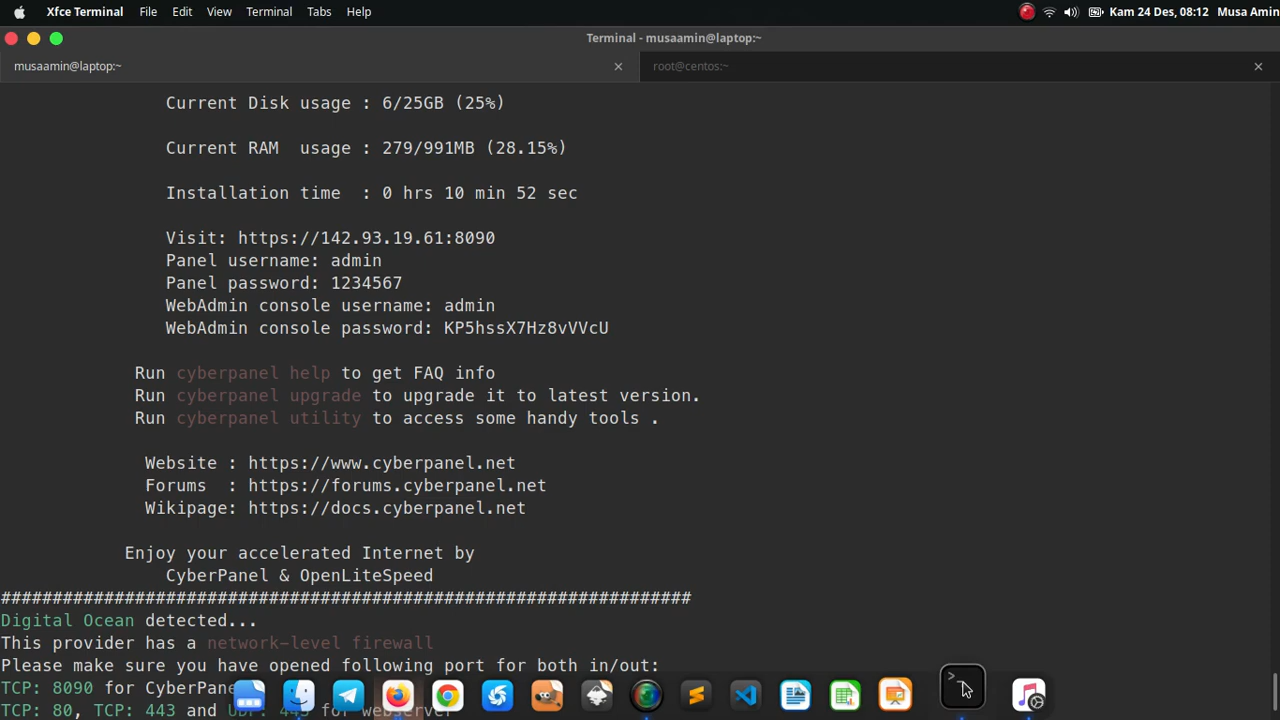 Xfce Terminal File Edit View Terminal Tabs Help Kam 24 Des, 08:12 Musa Amin
Terminal - musaamin@laptop:~
musaamin@laptop:~ root@centos:~
Current Disk usage : 6/25GB (25%)
Current RAM  usage : 279/991MB (28.15%)
Installation time  : 0 hrs 10 min 52 sec
Visit: https://142.93.19.61:8090
Panel username: admin
Panel password: 1234567
WebAdmin console username: admin
WebAdmin console password: KP5hssX7Hz8vVVcU
Run cyberpanel help to get FAQ info
Run cyberpanel upgrade to upgrade it to latest version.
Run cyberpanel utility to access some handy tools .
Website : https://www.cyberpanel.net
Forums  : https://forums.cyberpanel.net
Wikipage: https://docs.cyberpanel.net
Enjoy your accelerated Internet by
CyberPanel & OpenLiteSpeed
###################################################################
Digital Ocean detected...
This provider has a network-level firewall
Please make sure you have opened following port for both in/out:
TCP: 8090 for CyberPane
TCP: 80, TCP: 443 and UDP: 443 for webserver